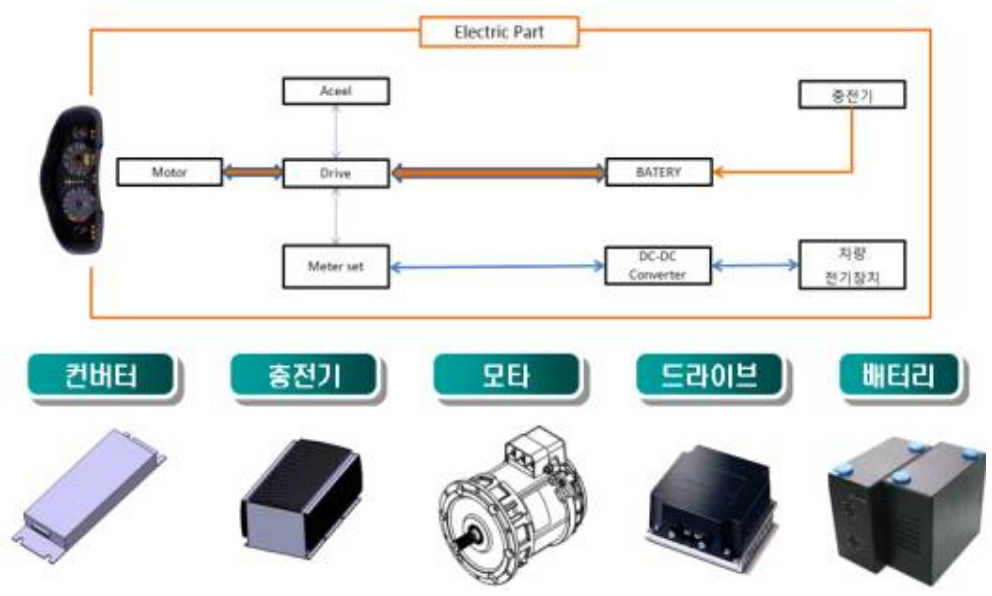 Electric Part
Aceel
충전기
Motor
Drive
BATERY
Meter set
DC-DC
Converter
차량
전기장치
컨버터
충전기
모타
드라이브
배터리